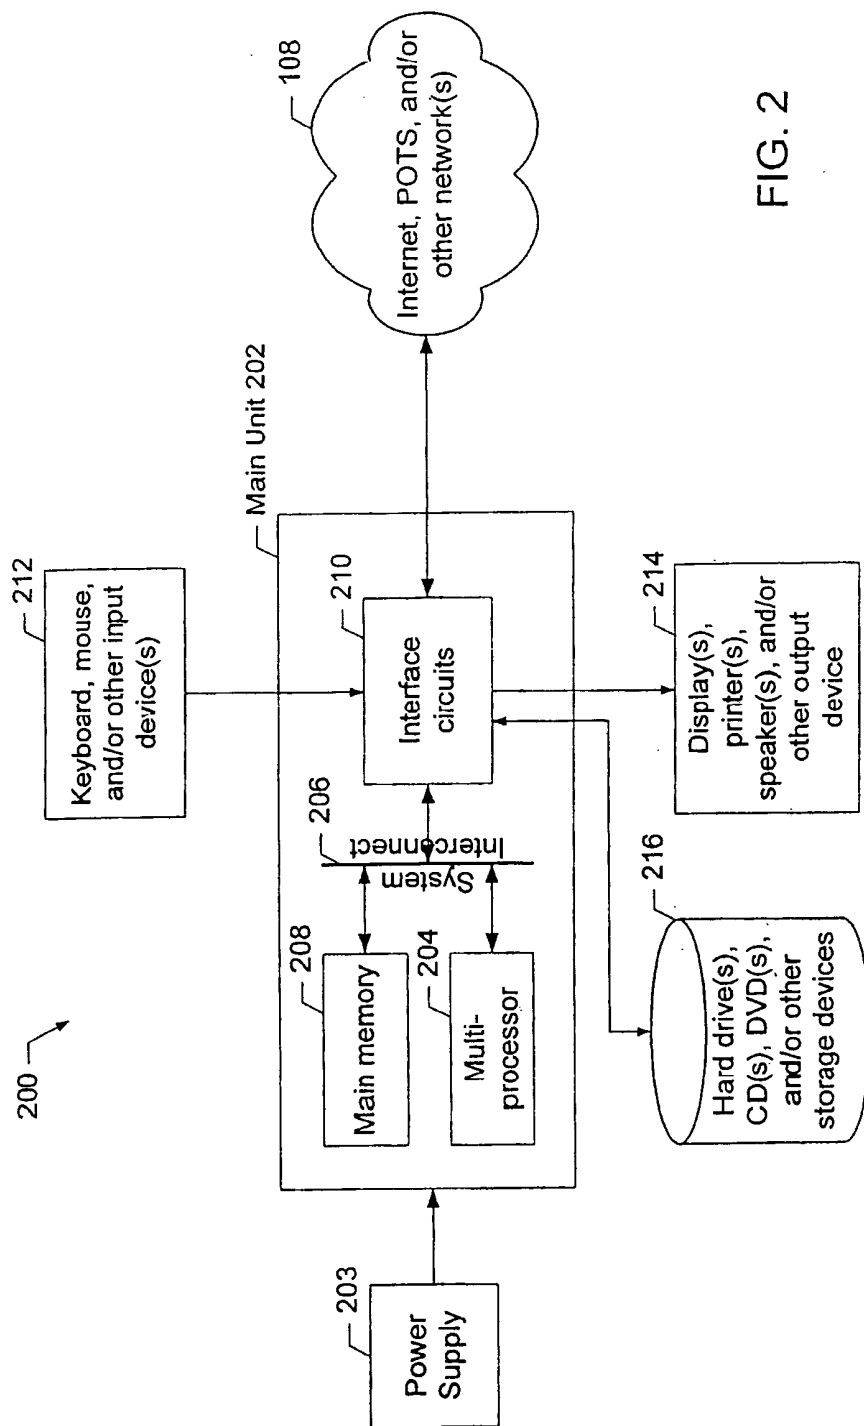 200
212
Keyboard, mouse,
and/or other input
device(s)
Main Unit 202
108
Internet, POTS, and/or
other network(s)
203
Power
Supply
208
Main memory
204
Multi-
processor
206
System
Interconnect
210
Interface
circuits
216
Hard drive(s),
CD(s), DVD(s),
and/or other
storage devices
214
Display(s),
printer(s),
speaker(s), and/or
other output
device
FIG. 2